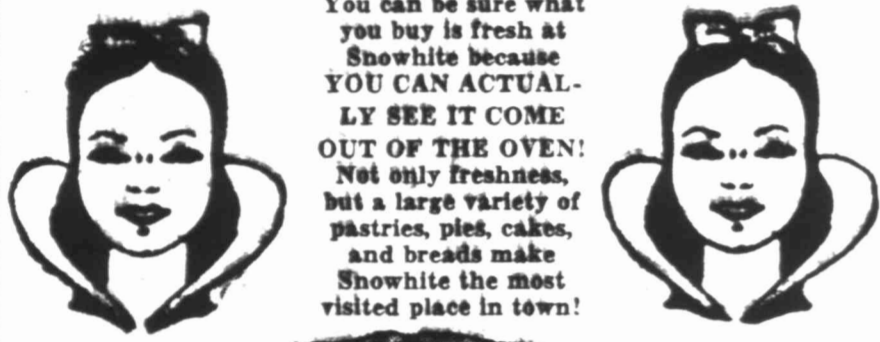 You can be sure what
you buy is fresh at
Snowhite because
YOU CAN ACTUAL-
LY SEE IT COME
OUT OF THE OVEN!
Not only freshness,
but a large variety of
pastries, pies, cakes,
and breads make
Snowhite the most
visited place in town!